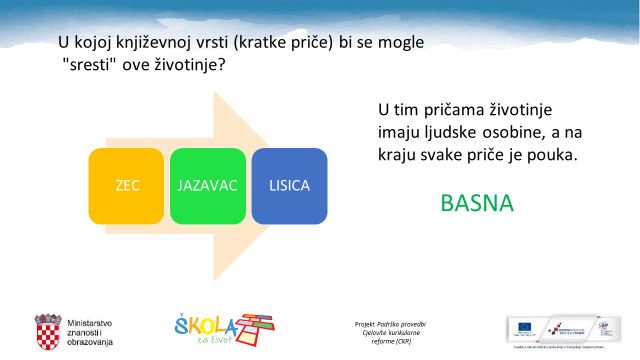 U kojoj književnoj vrsti (kratke priče) bi se mogle
"sresti" ove životinje?
U tim pričama životinje
imaju ljudske osobine, a na
kraju svake priče je pouka.
ZEC
JAZAVAC
LISICA
BASNA
Ministarstvo
znanosti i
obrazovanja
ŠKOLA
za život
Projekt Podrška provedbi
Cjelovite kurikularne
reforme (CKR)